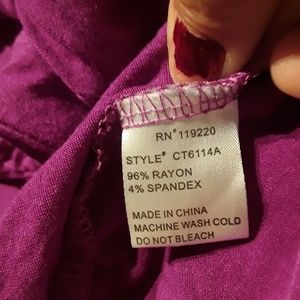 RN# 119220
STYLE# CT6114A
96% RAYON
4% SPANDEX
MADE IN CHINA
MACHINE WASH COLD
DO NOT BLEACH